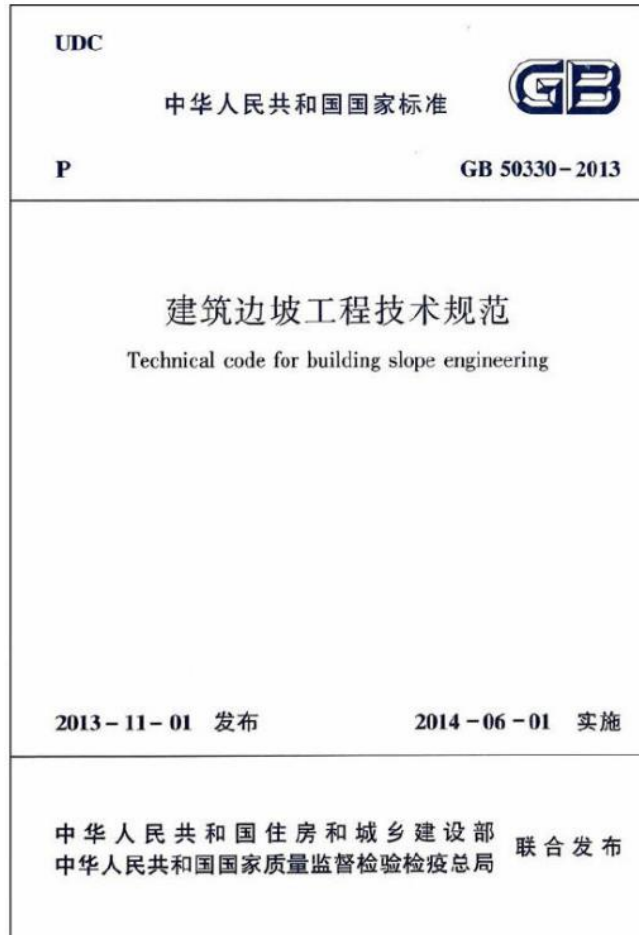 UDC
中华人民共和国国家标准
GB
P
GB 50330-2013
建筑边坡工程技术规范
Technical code for building slope engineering
2013-11-01 发布
2014-06-01 实施
中华人民共和国住房和城乡建设部
中华人民共和国国家质量监督检验检疫总局
联合发布